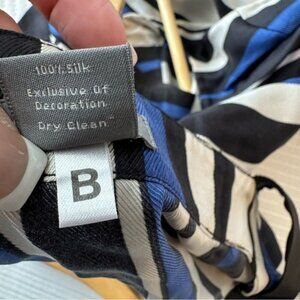 100% Silk
Exclusive Of
Decoration
Dry Clean
B